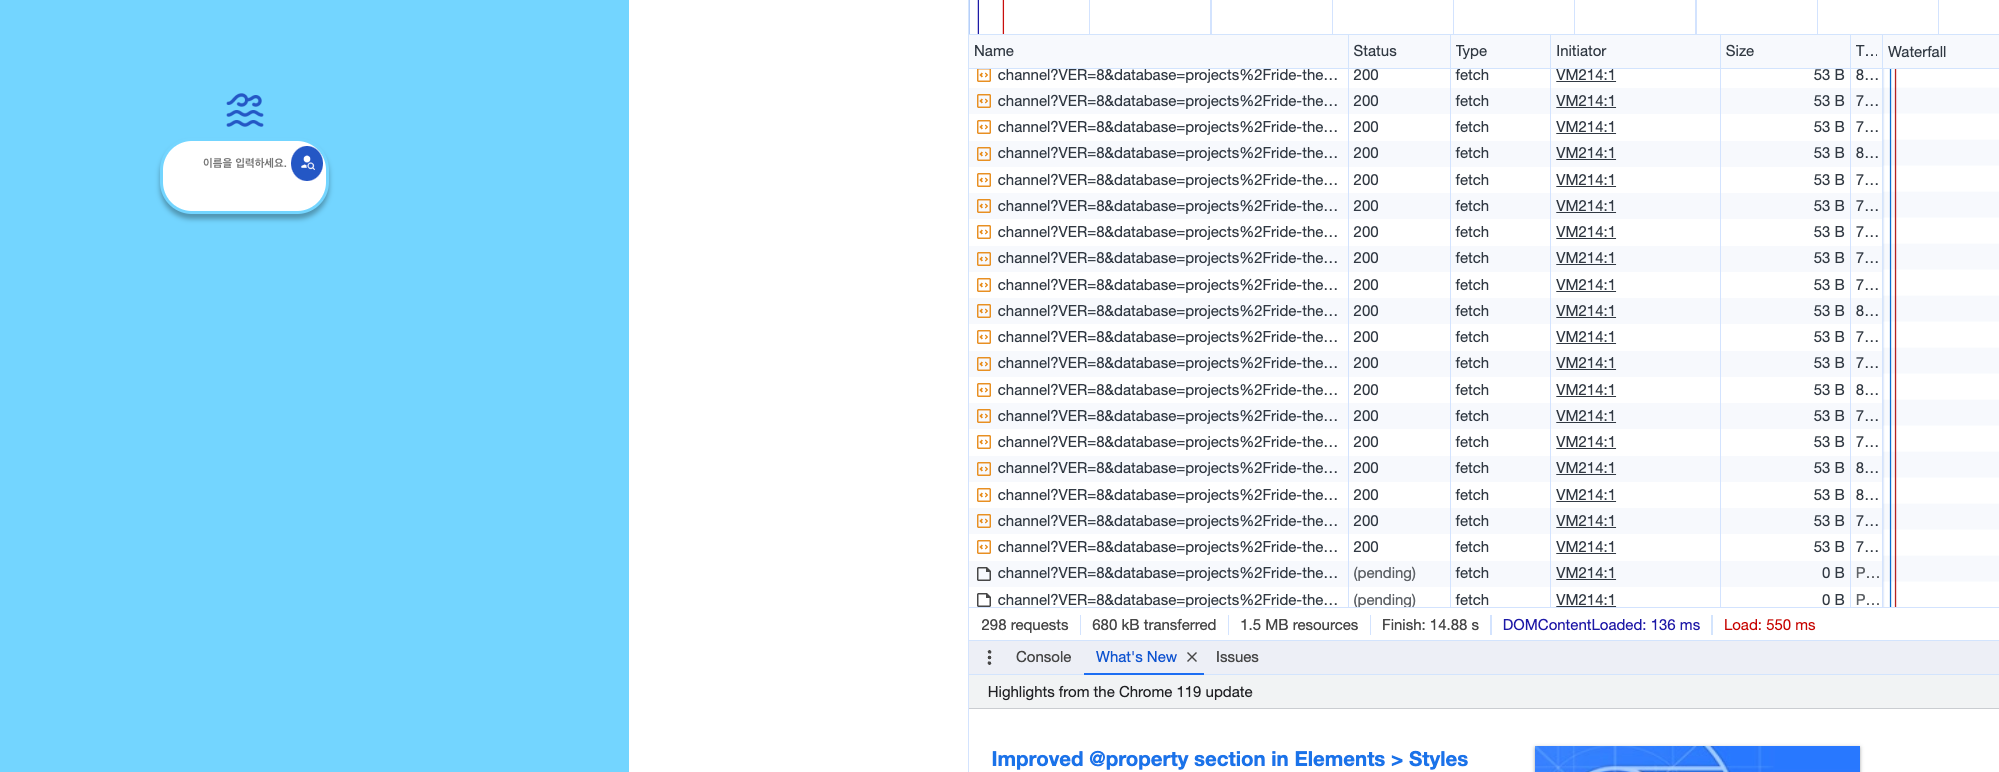 이름을 입력하세요.
Name Status Type Initiator Size T... Waterfall
channel?VER=8&database=projects%2Fride-the... 200 fetch VM214:1 53 B 8...
channel?VER=8&database=projects%2Fride-the... 200 fetch VM214:1 53 B 7...
channel?VER=8&database=projects%2Fride-the... 200 fetch VM214:1 53 B 7...
channel?VER=8&database=projects%2Fride-the... 200 fetch VM214:1 53 B 8...
channel?VER=8&database=projects%2Fride-the... 200 fetch VM214:1 53 B 7...
channel?VER=8&database=projects%2Fride-the... 200 fetch VM214:1 53 B 7...
channel?VER=8&database=projects%2Fride-the... 200 fetch VM214:1 53 B 7...
channel?VER=8&database=projects%2Fride-the... 200 fetch VM214:1 53 B 7...
channel?VER=8&database=projects%2Fride-the... 200 fetch VM214:1 53 B 7...
channel?VER=8&database=projects%2Fride-the... 200 fetch VM214:1 53 B 8...
channel?VER=8&database=projects%2Fride-the... 200 fetch VM214:1 53 B 7...
channel?VER=8&database=projects%2Fride-the... 200 fetch VM214:1 53 B 7...
channel?VER=8&database=projects%2Fride-the... 200 fetch VM214:1 53 B 8...
channel?VER=8&database=projects%2Fride-the... 200 fetch VM214:1 53 B 7...
channel?VER=8&database=projects%2Fride-the... 200 fetch VM214:1 53 B 7...
channel?VER=8&database=projects%2Fride-the... 200 fetch VM214:1 53 B 8...
channel?VER=8&database=projects%2Fride-the... 200 fetch VM214:1 53 B 8...
channel?VER=8&database=projects%2Fride-the... 200 fetch VM214:1 53 B 7...
channel?VER=8&database=projects%2Fride-the... 200 fetch VM214:1 53 B 7...
channel?VER=8&database=projects%2Fride-the... (pending) fetch VM214:1 0 B P...
channel?VER=8&database=projects%2Fride-the... (pending) fetch VM214:1 0 B P...
298 requests 680 kB transferred 1.5 MB resources Finish: 14.88 s DOMContentLoaded: 136 ms Load: 550 ms
Console What's New Issues
Highlights from the Chrome 119 update
Improved @property section in Elements > Styles